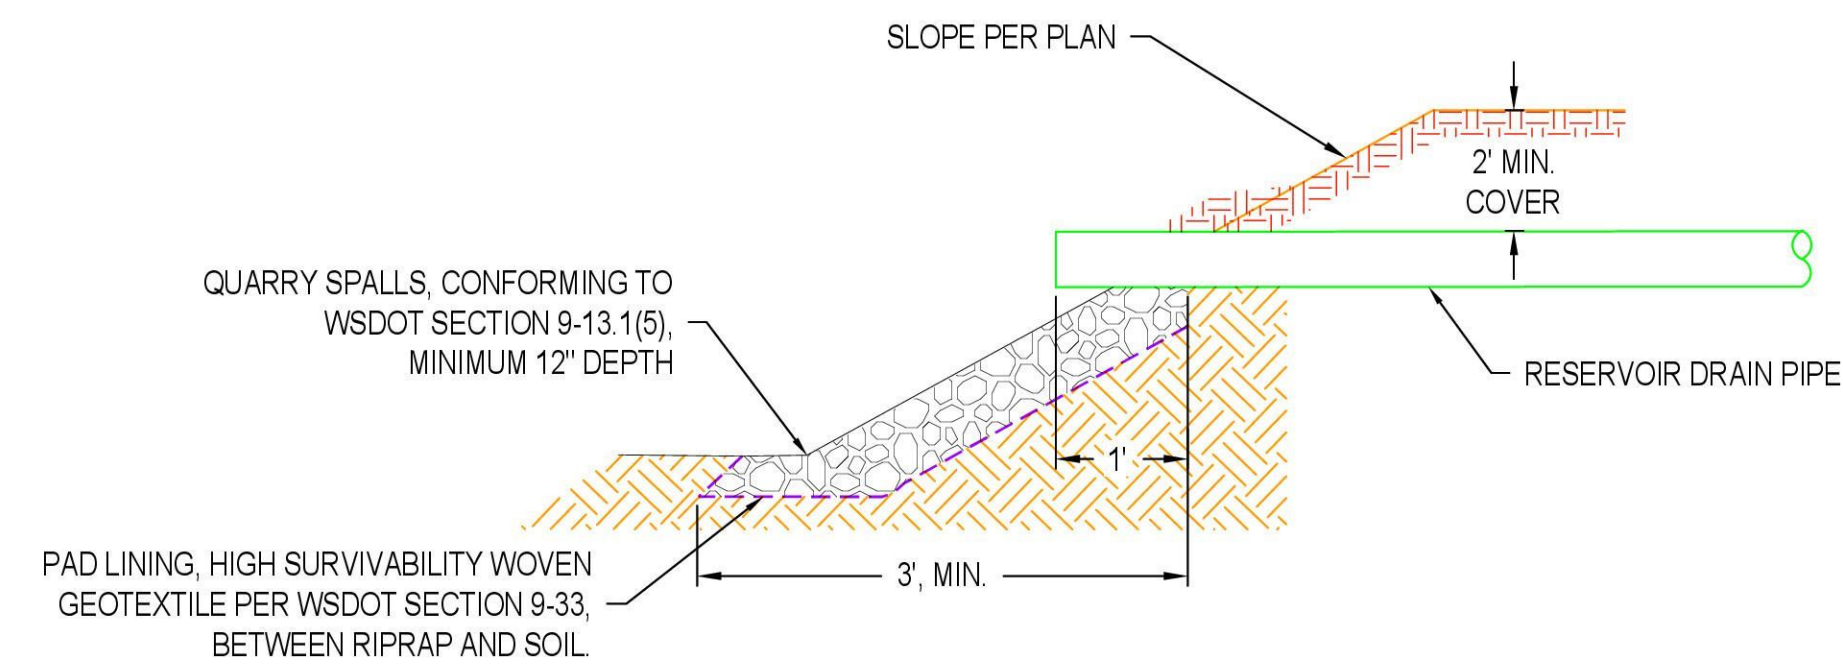 SLOPE PER PLAN
2' MIN.
COVER
QUARRY SPALLS, CONFORMING TO
WSDOT SECTION 9-13.1(5),
MINIMUM 12" DEPTH
RESERVOIR DRAIN PIPE
1'
3', MIN.
PAD LINING, HIGH SURVIVABILITY WOVEN
GEOTEXTILE PER WSDOT SECTION 9-33,
BETWEEN RIPRAP AND SOIL.